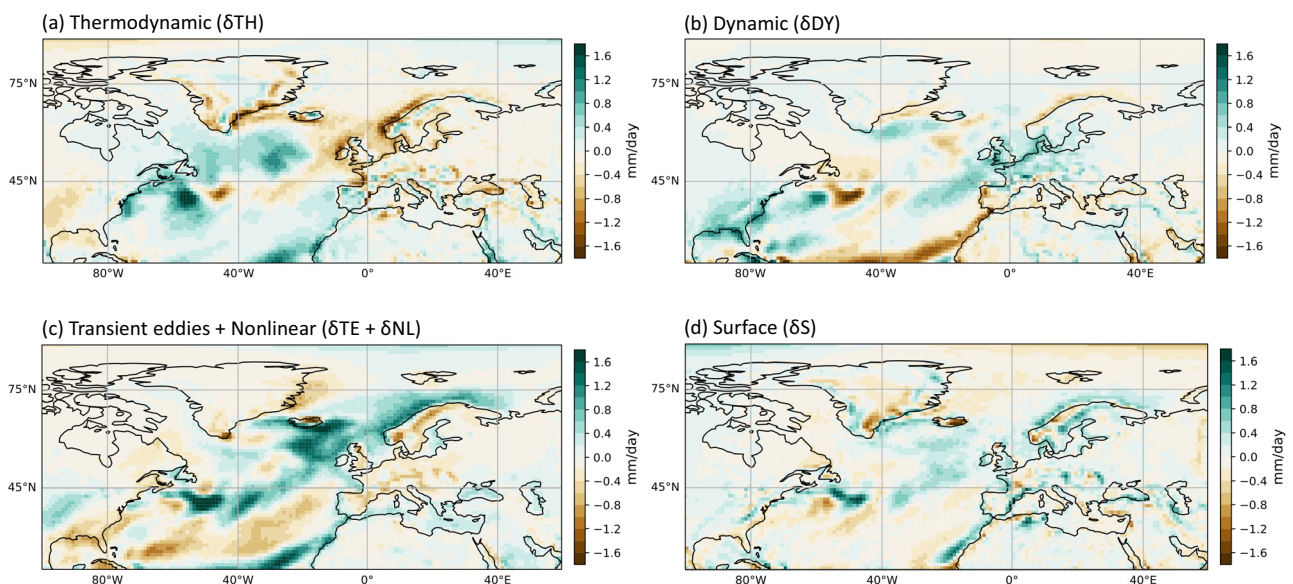 (a) Thermodynamic (δTH)
75°N
45°N
80°W
40°W
0°
40°E
1.6
1.2
0.8
0.4
0.0
−0.4
−0.8
−1.2
−1.6
mm/day
(b) Dynamic (δDY)
75°N
45°N
80°W
40°W
0°
40°E
1.6
1.2
0.8
0.4
0.0
−0.4
−0.8
−1.2
−1.6
mm/day
(c) Transient eddies + Nonlinear (δTE + δNL)
75°N
45°N
80°W
40°W
0°
40°E
1.6
1.2
0.8
0.4
0.0
−0.4
−0.8
−1.2
−1.6
mm/day
(d) Surface (δS)
75°N
45°N
80°W
40°W
0°
40°E
1.6
1.2
0.8
0.4
0.0
−0.4
−0.8
−1.2
−1.6
mm/day